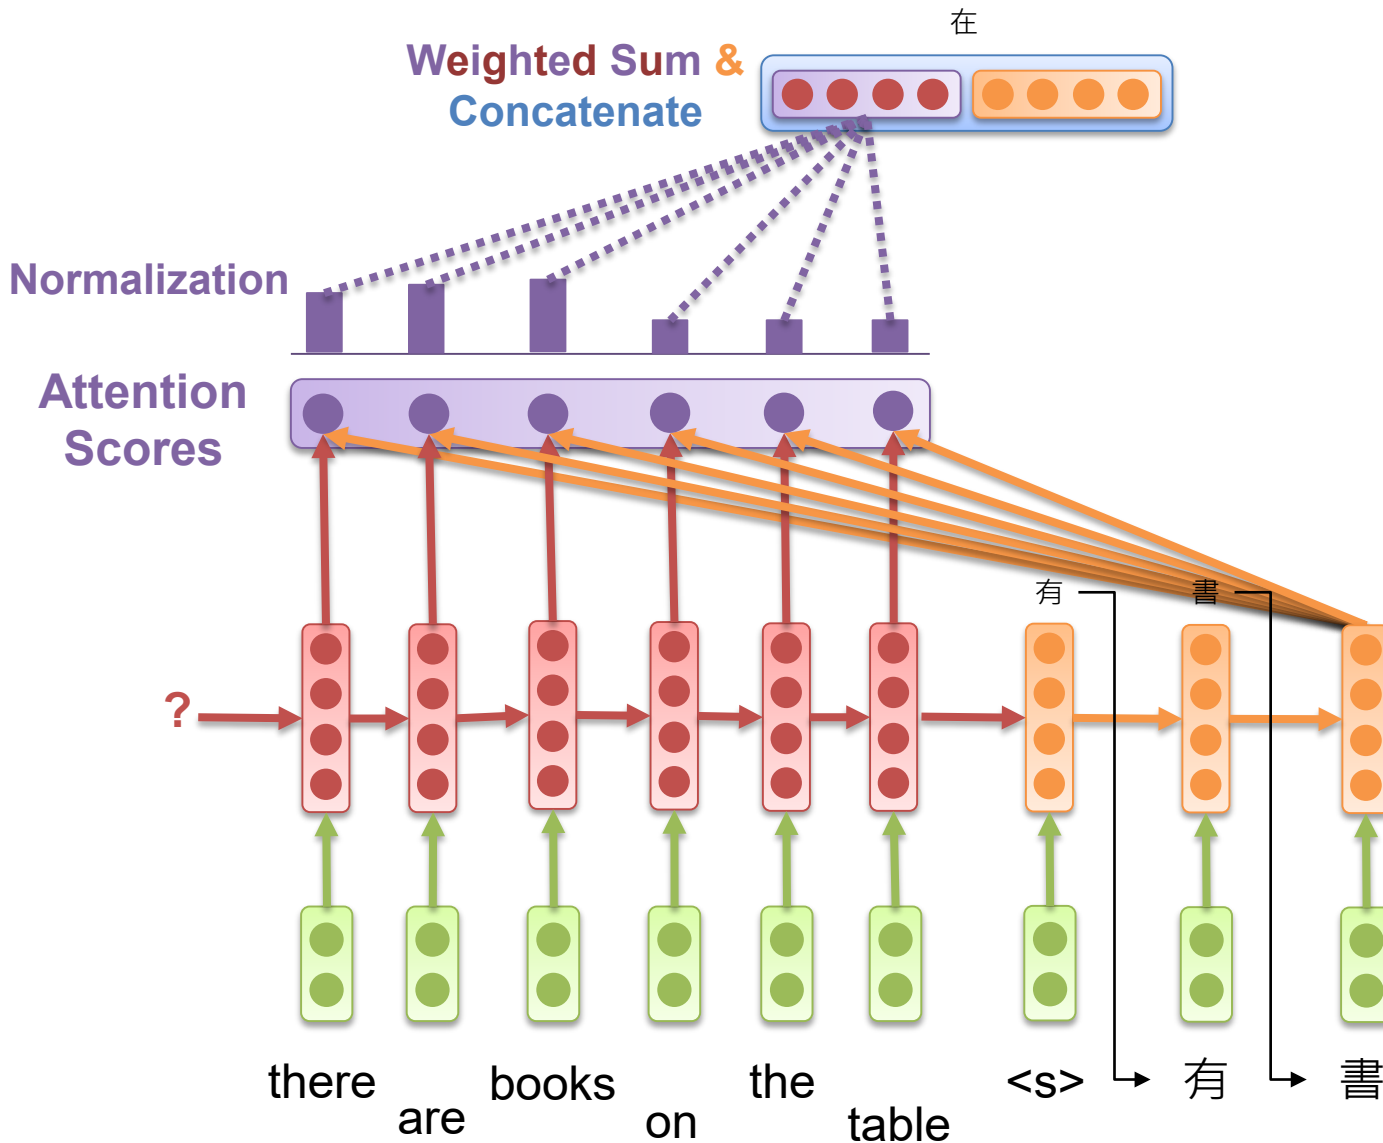 在
Weighted Sum &
Concatenate
Normalization
Attention
Scores
有 書
?
there are books on the table <s> 有 書